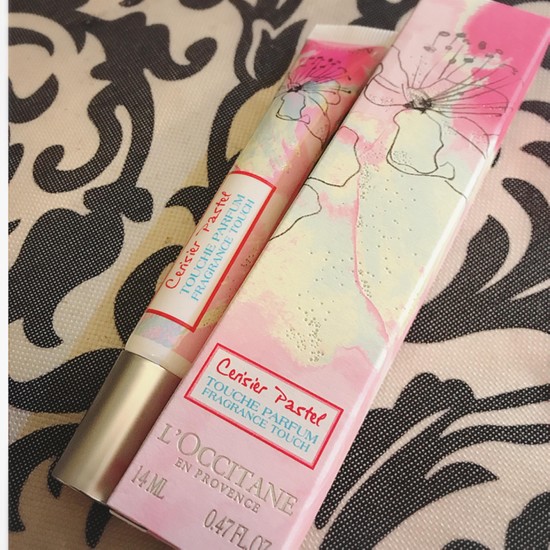 Cerisier Pastel
TOUCHE PARFUM
FRAGRANCE TOUCH
Cerisier Pastel
TOUCHE PARFUM
FRAGRANCE TOUCH
L'OCCITANE
EN PROVENCE
14 ML
0.47 FL.OZ